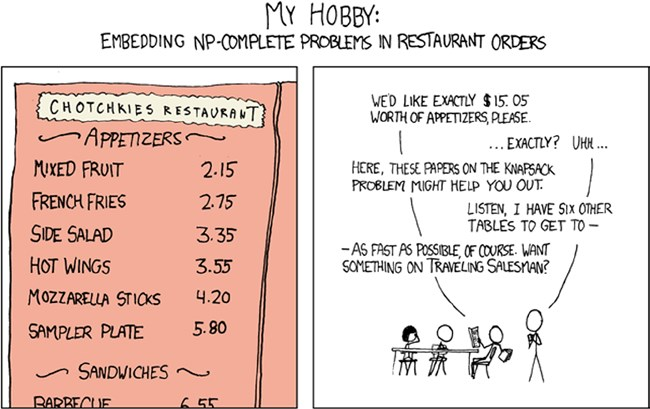 MY HOBBY:
EMBEDDING NP-COMPLETE PROBLEMS IN RESTAURANT ORDERS
CHOTCHKIES RESTAURANT
APPETIZERS
MIXED FRUIT 2.15
FRENCH FRIES 2.75
SIDE SALAD 3.35
HOT WINGS 3.55
MOZZARELLA STICKS 4.20
SAMPLER PLATE 5.80
SANDWICHES
BARBECUE 6.55
WE'D LIKE EXACTLY $15.05
WORTH OF APPETIZERS, PLEASE.
...EXACTLY? UHH...
HERE, THESE PAPERS ON THE KNAPSACK
PROBLEM MIGHT HELP YOU OUT.
LISTEN, I HAVE SIX OTHER
TABLES TO GET TO —
—AS FAST AS POSSIBLE, OF COURSE. WANT
SOMETHING ON TRAVELING SALESMAN?